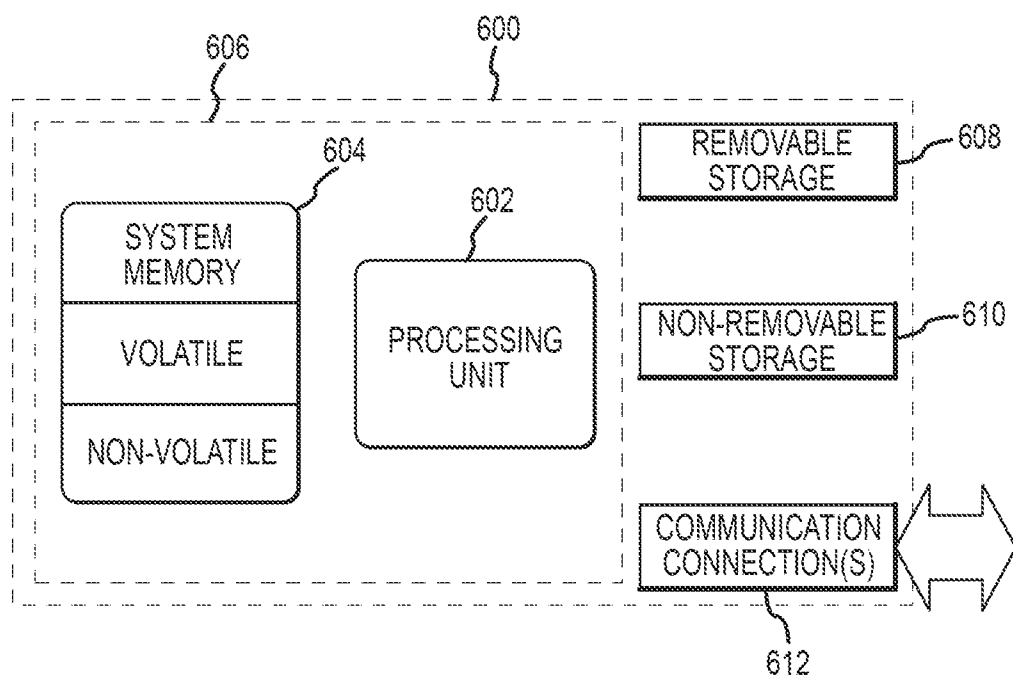 600
606
604
602
608
610
612
SYSTEM
MEMORY
VOLATILE
NON-VOLATILE
PROCESSING
UNIT
REMOVABLE
STORAGE
NON-REMOVABLE
STORAGE
COMMUNICATION
CONNECTION(S)